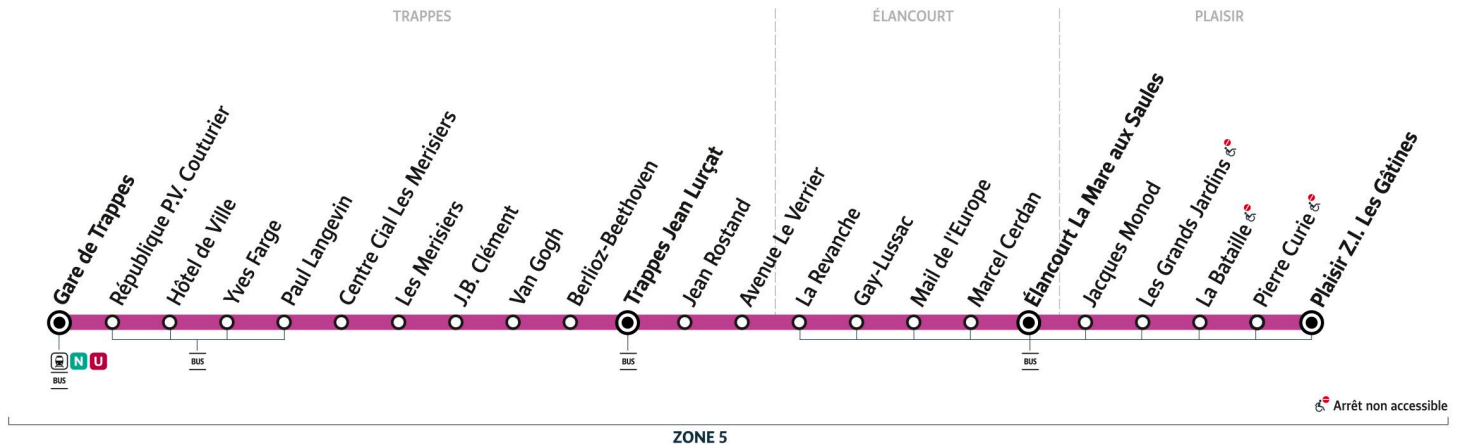 TRAPPES
ÉLANCOURT
PLAISIR
Gare de Trappes
République P.V. Couturier
Hôtel de Ville
Yves Farge
Paul Langevin
Centre Cial Les Merisiers
Les Merisiers
J.B. Clément
Van Gogh
Berlioz-Beethoven
Trappes Jean Lurçat
Jean Rostand
Avenue Le Verrier
La Revanche
Gay-Lussac
Mail de l'Europe
Marcel Cerdan
Élancourt La Mare aux Saules
Jacques Monod
Les Grands Jardins
La Bataille
Pierre Curie
Plaisir Z.I. Les Gâtines
N U
BUS
BUS
BUS
BUS
Arrêt non accessible
ZONE 5